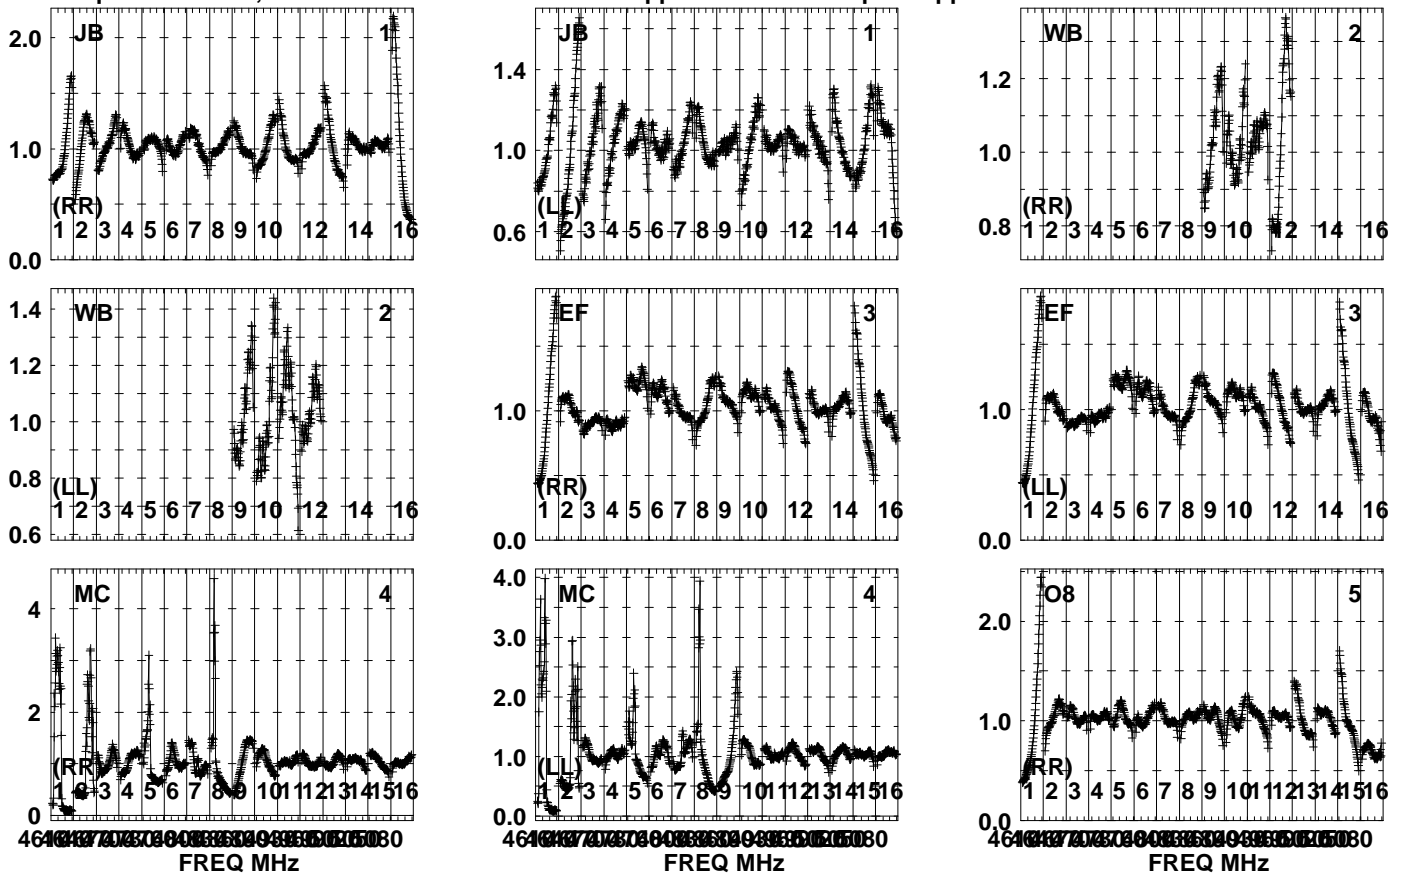 JB 1
2.0
1.0
0.0
(RR)
1 2 3 4 5 6 7 8 9 10 12 14 16
JB 1
1.4
1.0
0.6
(LL)
1 2 3 4 5 6 7 8 9 10 12 14 16
WB 2
1.2
1.0
0.8
(RR)
1 2 3 4 5 6 7 8 9 10 12 14 16
WB 2
1.4
1.2
1.0
0.8
0.6
(LL)
1 2 3 4 5 6 7 8 9 10 12 14 16
EF 3
1.0
0.0
(RR)
1 2 3 4 5 6 7 8 9 10 12 14 16
EF 3
1.0
0.0
(LL)
1 2 3 4 5 6 7 8 9 10 12 14 16
MC 4
4
2
0
(RR)
1 2 3 4 5 6 7 8 9 10 11 12 13 14 15 16
FREQ MHz
MC 4
4.0
3.0
2.0
1.0
0.0
(LL)
1 2 3 4 5 6 7 8 9 10 11 12 13 14 15 16
FREQ MHz
O8 5
2.0
1.0
0.0
(RR)
1 2 3 4 5 6 7 8 9 10 11 12 13 14 15 16
FREQ MHz